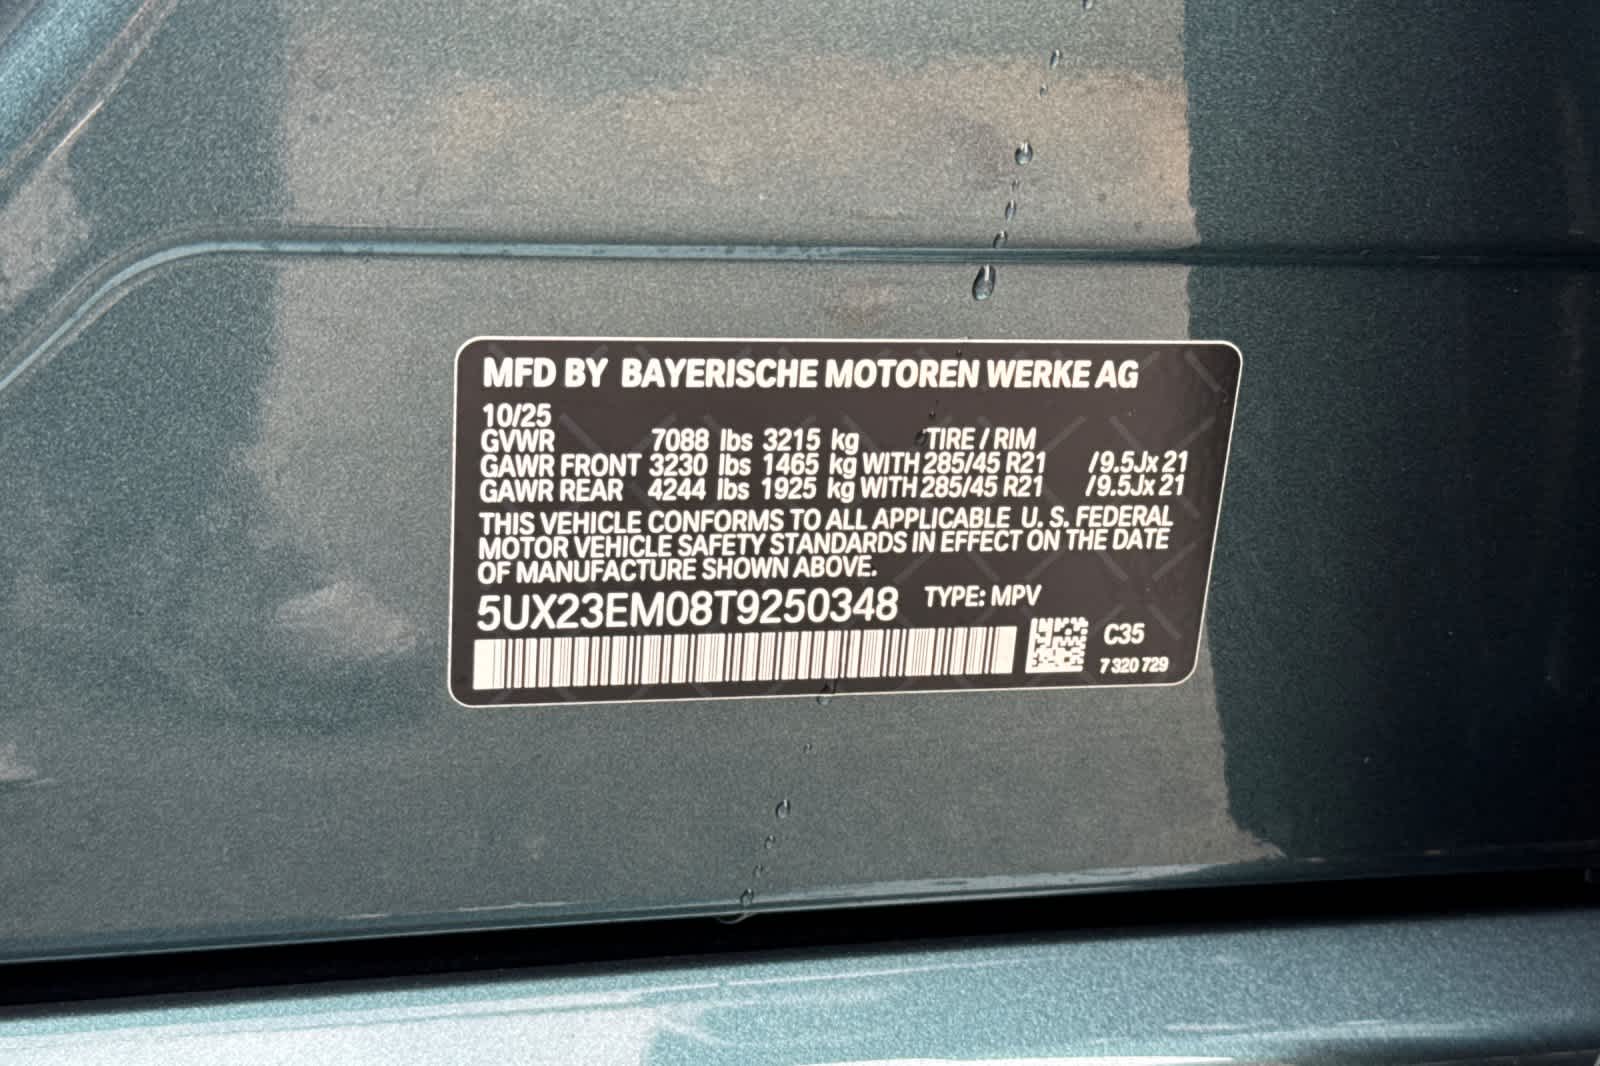 MFD BY BAYERISCHE MOTOREN WERKE AG
10/25
GVWR 7088 lbs 3215 kg TIRE / RIM
GAWR FRONT 3230 lbs 1465 kg WITH 285/45 R21 / 9.5Jx 21
GAWR REAR 4244 lbs 1925 kg WITH 285/45 R21 / 9.5Jx 21
THIS VEHICLE CONFORMS TO ALL APPLICABLE U. S. FEDERAL
MOTOR VEHICLE SAFETY STANDARDS IN EFFECT ON THE DATE
OF MANUFACTURE SHOWN ABOVE.
5UX23EM08T9250348 TYPE: MPV
C35
7 320 729